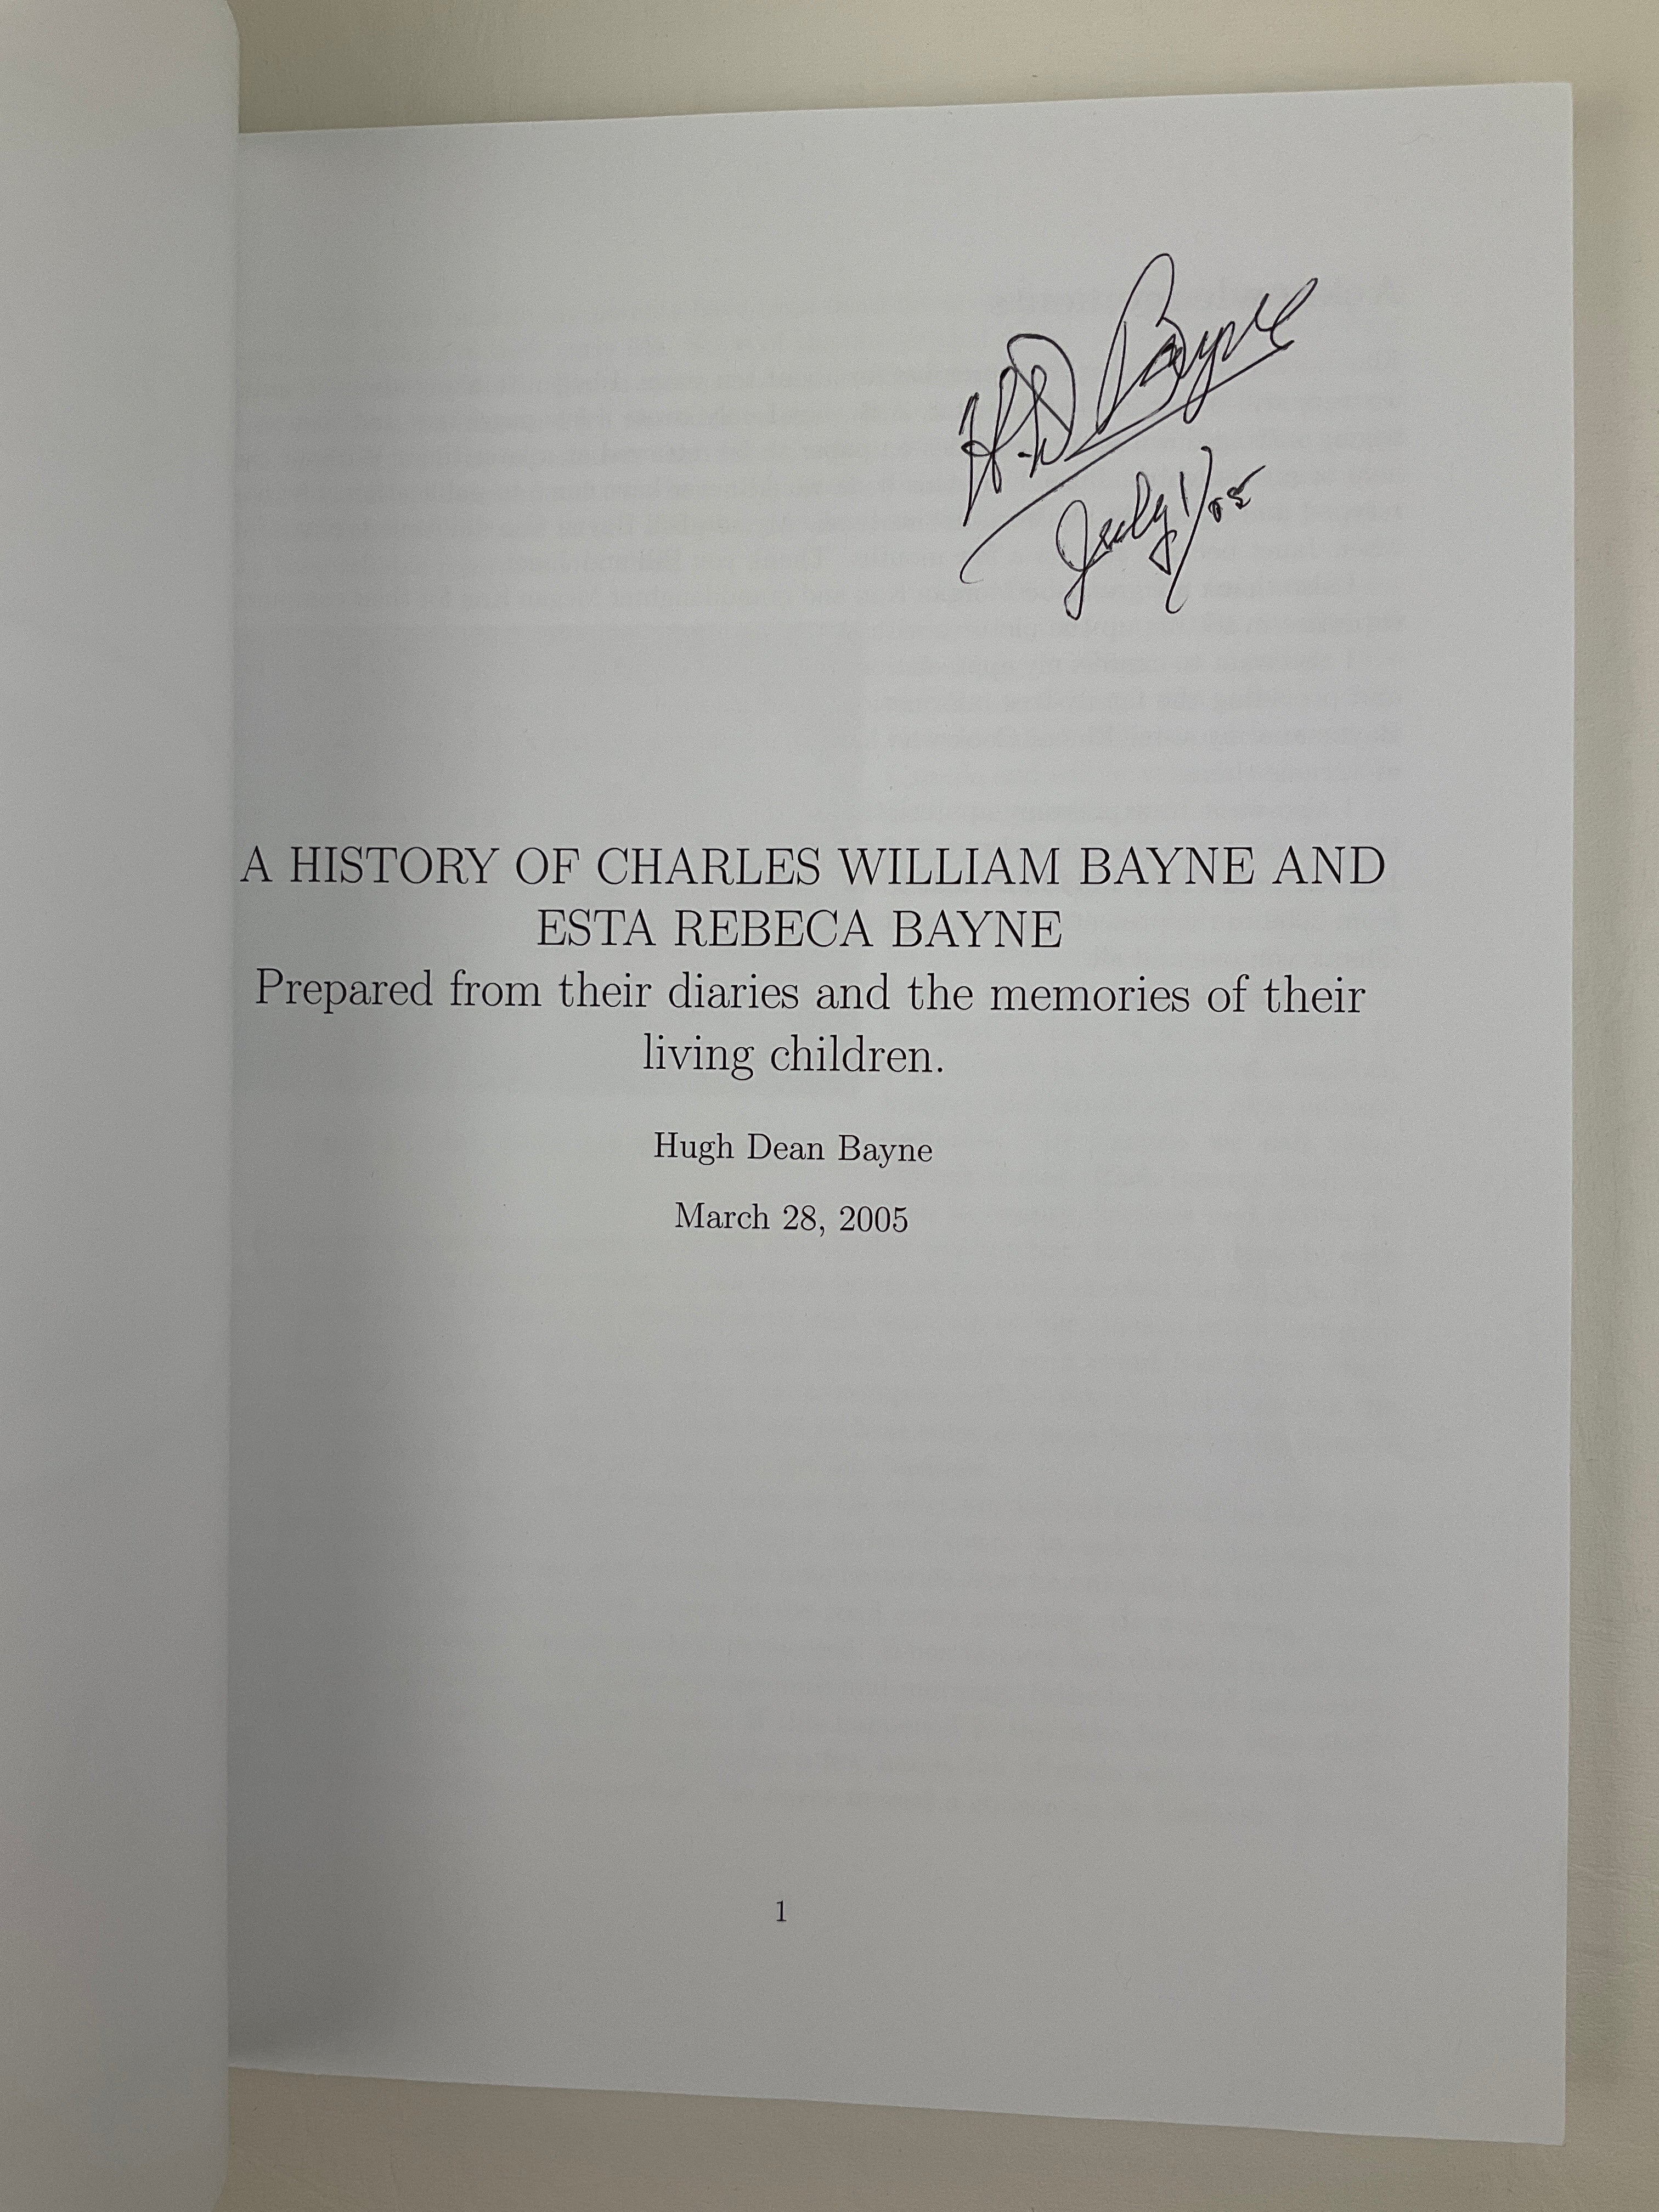 H.D Bayne
July 1/05
A HISTORY OF CHARLES WILLIAM BAYNE AND
ESTA REBECA BAYNE
Prepared from their diaries and the memories of their
living children.
Hugh Dean Bayne
March 28, 2005
1